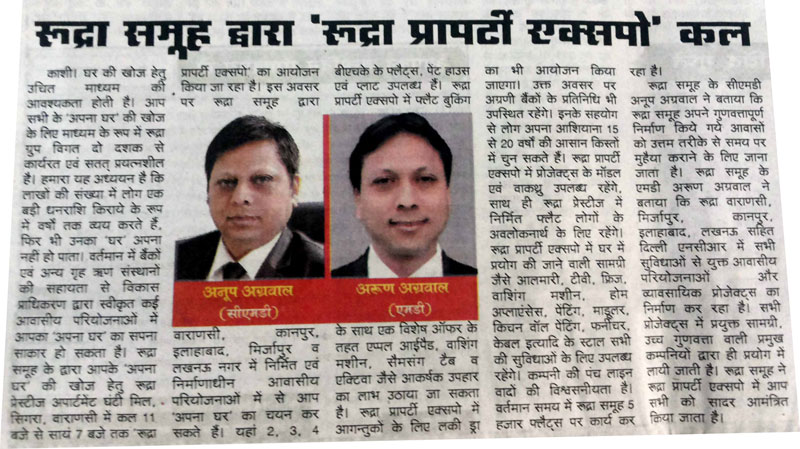 रूद्रा समूह द्वारा 'रूद्रा प्रापर्टी एक्सपो' कल
काशी। घर की खोज हेतु
उचित माध्यम की
आवश्यकता होती है। आप
सभी के 'अपना घर' की खोज
के लिए माध्यम के रूप में रूद्रा
ग्रुप विगत दो दशक से
कार्यरत एवं सतत् प्रयत्नशील
है। हमारा यह अध्ययन है कि
लाखो की संख्या में लोग एक
बड़ी धनराशि किराये के रूप
में वर्षो तक व्यय करते हैं,
फिर भी उनका 'घर' अपना
नहीं हो पाता। वर्तमान में बैंकों
एवं अन्य गृह ऋण संस्थानों
की सहायता से विकास
प्राधिकरण द्वारा स्वीकृत कई
आवासीय परियोजनाओं में
आपका 'अपना घर' का सपना
साकार हो सकता है। रूद्रा
समूह के द्वारा आपके 'अपना
घर' की खोज हेतु रूद्रा
प्रेस्टीज अपार्टमेंट घंटी मिल,
सिगरा, वाराणसी में कल 11
बजे से सायं 7 बजे तक 'रूद्रा
प्रापर्टी एक्सपो' का आयोजन
किया जा रहा है। इस अवसर
पर रूद्रा समूह द्वारा
अनूप अग्रवाल
(सीएमडी)
वाराणसी, कानपुर,
इलाहाबाद, मिर्जापुर व
लखनऊ नगर में निर्मित एवं
निर्माणाधीन आवासीय
परियोजनाओं में से आप
'अपना घर' का चयन कर
सकते हैं। यहां 2, 3, 4
बीएचके के फ्लैट्स, पेंट हाउस
एवं प्लाट उपलब्ध हैं। रूद्रा
प्रापर्टी एक्सपो में फ्लैट बुकिंग
अरूण अग्रवाल
(एमडी)
के साथ एक विशेष ऑफर के
तहत एप्पल आईपैड, वाशिंग
मशीन, सैमसंग टैब व
एक्टिवा जैसे आकर्षक उपहार
का लाभ उठाया जा सकता
है। रूद्रा प्रापर्टी एक्सपो में
आगन्तुकों के लिए लकी ड्रा
का भी आयोजन किया
जाएगा। उक्त अवसर पर
अग्रणी बैंकों के प्रतिनिधि भी
उपस्थित रहेंगे। इनके सहयोग
से लोग अपना आशियाना 15
से 20 वर्षों की आसान किस्तों
में चुन सकते हैं। रूद्रा प्रापर्टी
एक्सपो में प्रोजेक्ट्स के मॉडल
एवं वाकथ्रु उपलब्ध रहेंगे,
साथ ही रूद्रा प्रेस्टीज में
निर्मित फ्लैट लोगों के
अवलोकनार्थ के लिए रहेंगे।
रूद्रा प्रापर्टी एक्सपो में घर में
प्रयोग की जाने वाली सामग्री
जैसे आलमारी, टीवी, फ्रिज,
वाशिंग मशीन, होम
अप्लाएंसेस, पेटिंग, माडूलर,
किचन वॉल पेटिंग, फर्नीचर,
केबल इत्यादि के स्टाल सभी
की सुविधाओं के लिए उपलब्ध
रहेंगे। कम्पनी की पंच लाइन
वादों की विश्वसनीयता है।
वर्तमान समय में रूद्रा समूह 5
हजार फ्लैट्स पर कार्य कर
रहा है।
रूद्रा समूह के सीएमडी
अनूप अग्रवाल ने बताया कि
रूद्रा समूह अपने गुणवत्तापूर्ण
निर्माण किये गये आवासों
को उत्तम तरीके से समय पर
मुहैया कराने के लिए जाना
जाता है। रूद्रा समूह के
एमडी अरूण अग्रवाल ने
बताया कि रूद्रा वाराणसी,
मिर्जापुर, कानपुर,
इलाहाबाद, लखनऊ सहित
दिल्ली एनसीआर में सभी
सुविधाओं से युक्त आवासीय
परियोजनाओं और
व्यावसायिक प्रोजेक्ट्स का
निर्माण कर रहा है। सभी
प्रोजेक्ट्स में प्रयुक्त सामग्री,
उच्च गुणवत्ता वाली प्रमुख
कम्पनियों द्वारा ही प्रयोग में
लायी जाती है। रूद्रा समूह ने
रूद्रा प्रापर्टी एक्सपो में आप
सभी को सादर आमंत्रित
किया जाता है।